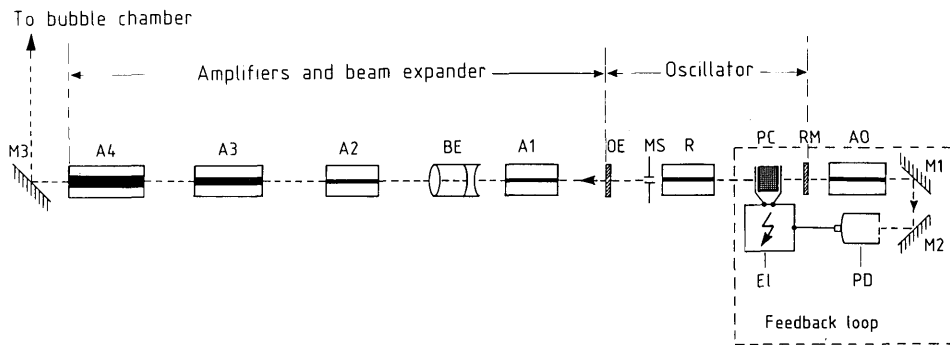 To bubble chamber
Amplifiers and beam expander
Oscillator
M3
A4
A3
A2
BE
A1
OE
MS
R
PC
RM
A0
M1
M2
El
PD
Feedback loop